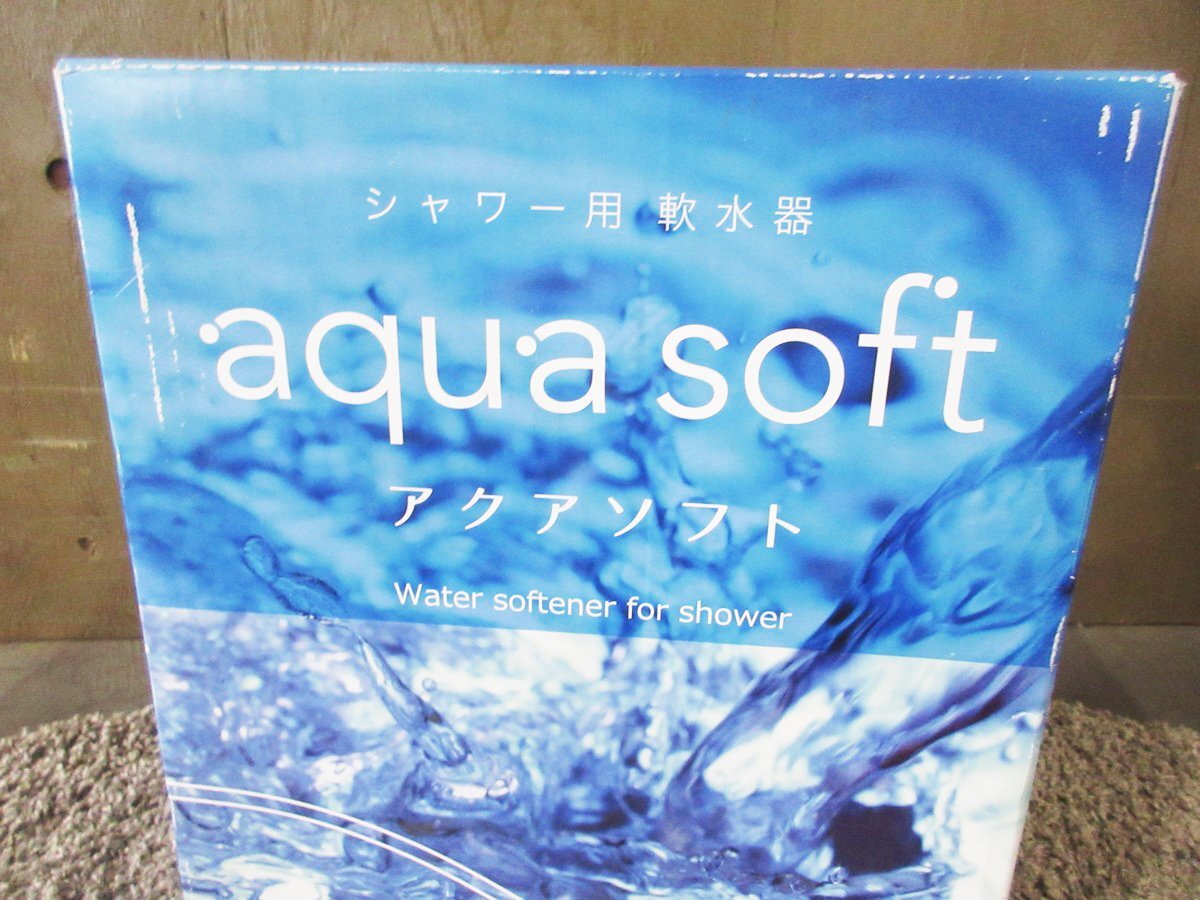 シャワー用 軟水器
aqua soft
アクアソフト
Water softener for shower